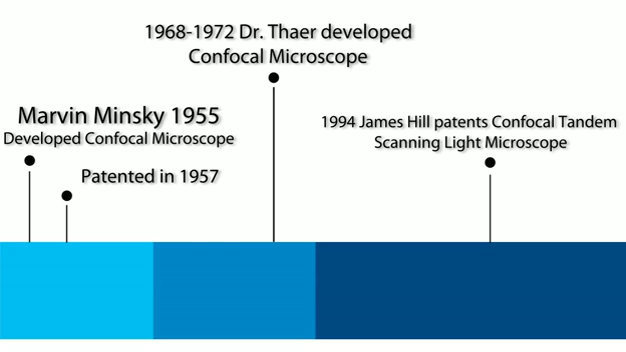 1968-1972 Dr. Thaer developed
Confocal Microscope
Marvin Minsky 1955
Developed Confocal Microscope
Patented in 1957
1994 James Hill patents Confocal Tandem
Scanning Light Microscope